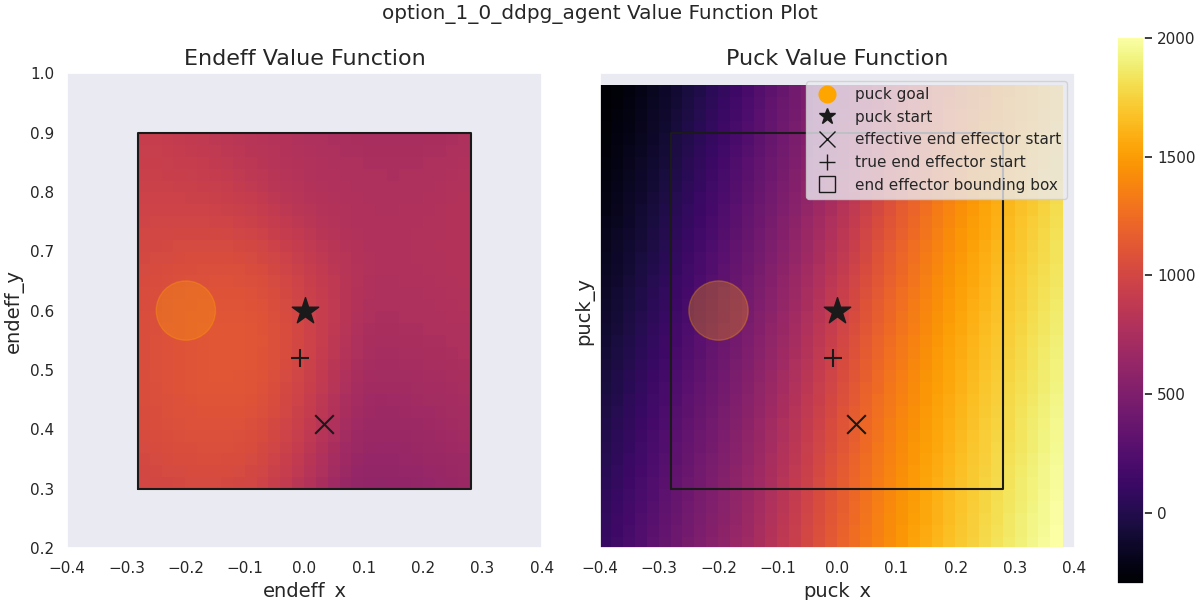 option_1_0_ddpg_agent Value Function Plot
Endeff Value Function
1.0
0.9
0.8
0.7
0.6
0.5
0.4
0.3
0.2
endeff_y
−0.4 −0.3 −0.2 −0.1 0.0 0.1 0.2 0.3 0.4
endeff_x
Puck Value Function
puck goal
puck start
effective end effector start
true end effector start
end effector bounding box
puck_y
−0.4 −0.3 −0.2 −0.1 0.0 0.1 0.2 0.3 0.4
puck_x
2000
1500
1000
500
0